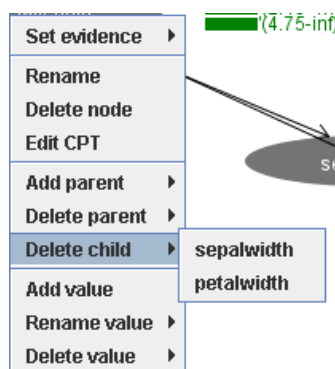 '(4.75-inf)
Set evidence
Rename
Delete node
Edit CPT
Add parent
Delete parent
Delete child
sepalwidth
petalwidth
Add value
Rename value
Delete value